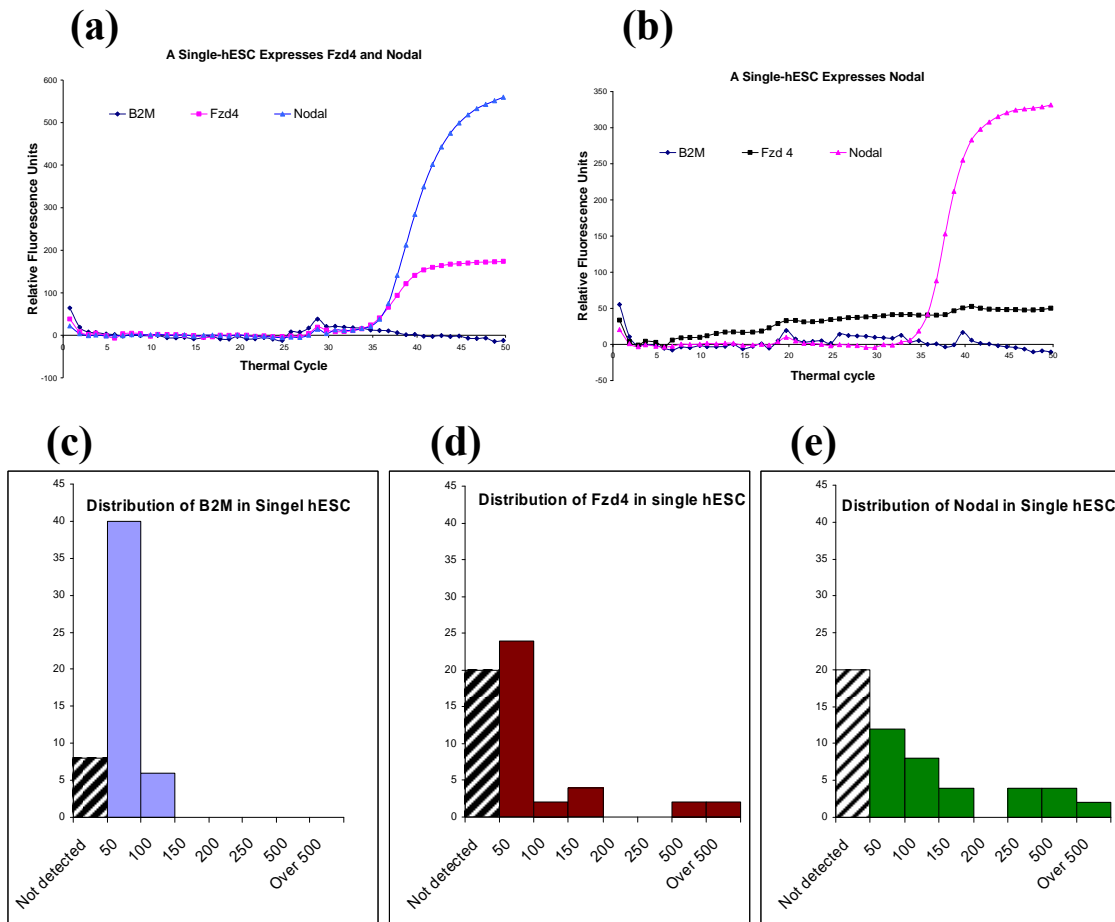 (a)
(b)
A Single-hESC Expresses Fzd4 and Nodal
A Single-hESC Expresses Nodal
B2M Fzd4 Nodal
B2M Fzd 4 Nodal
Relative Fluorescence Units
600
500
400
300
200
100
0
-100
0 5 10 15 20 25 30 35 40 45 50
Thermal Cycle
Relative Fluorescence Units
350
300
250
200
150
100
50
0
-50
0 5 10 15 20 25 30 35 40 45 50
Thermal cycle
(c)
(d)
(e)
Distribution of B2M in Singel hESC
45
40
35
30
25
20
15
10
5
0
Not detected 50 100 150 200 250 500 Over 500
Distribution of Fzd4 in single hESC
45
40
35
30
25
20
15
10
5
0
Not detected 50 100 150 200 250 500 Over 500
Distribution of Nodal in Single hESC
45
40
35
30
25
20
15
10
5
0
Not detected 50 100 150 200 250 500 Over 500